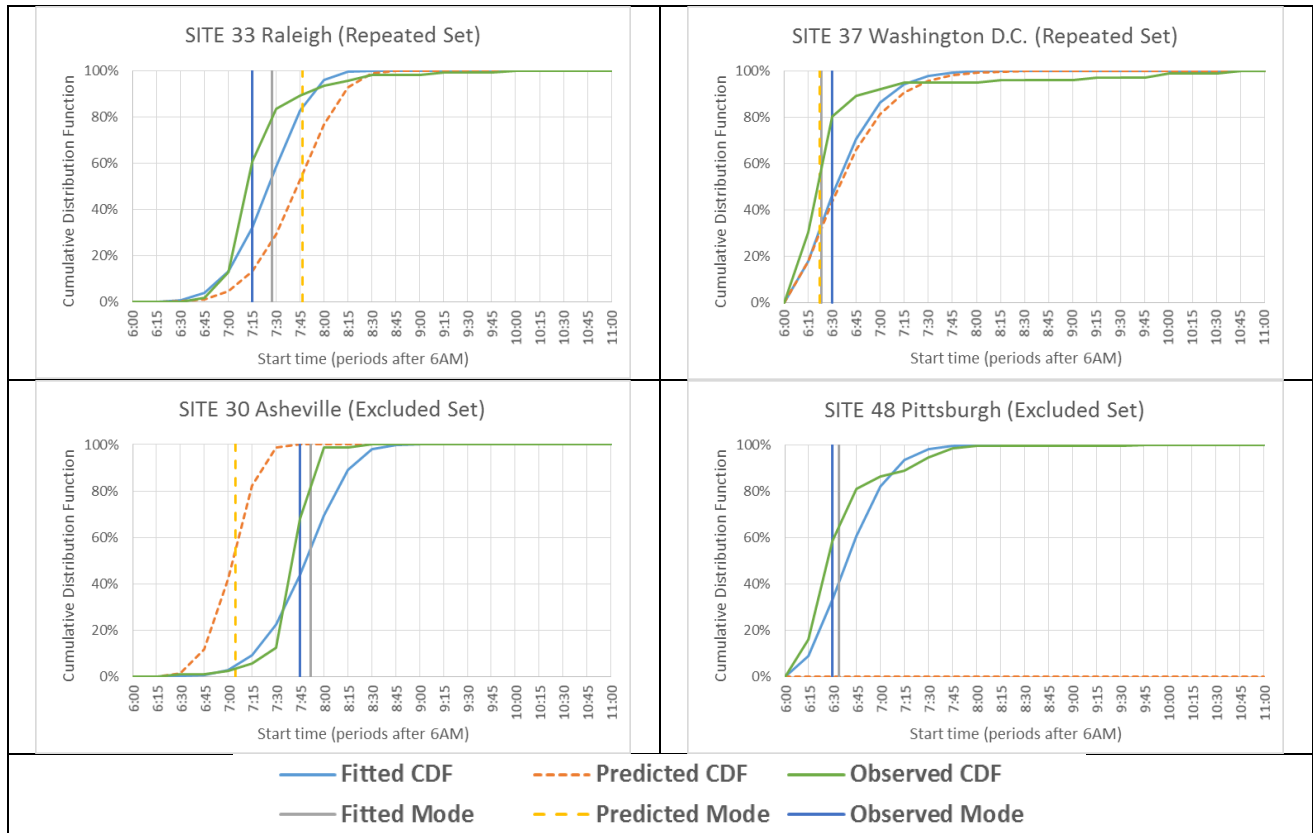 SITE 33 Raleigh (Repeated Set)
Cumulative Distribution Function
100%
80%
60%
40%
20%
0%
6:00 6:15 6:30 6:45 7:00 7:15 7:30 7:45 8:00 8:15 8:30 8:45 9:00 9:15 9:30 9:45 10:00 10:15 10:30 10:45 11:00
Start time (periods after 6AM)
SITE 37 Washington D.C. (Repeated Set)
Cumulative Distribution Function
100%
80%
60%
40%
20%
0%
6:00 6:15 6:30 6:45 7:00 7:15 7:30 7:45 8:00 8:15 8:30 8:45 9:00 9:15 9:30 9:45 10:00 10:15 10:30 10:45 11:00
Start time (periods after 6AM)
SITE 30 Asheville (Excluded Set)
Cumulative Distribution Function
100%
80%
60%
40%
20%
0%
6:00 6:15 6:30 6:45 7:00 7:15 7:30 7:45 8:00 8:15 8:30 8:45 9:00 9:15 9:30 9:45 10:00 10:15 10:30 10:45 11:00
Start time (periods after 6AM)
SITE 48 Pittsburgh (Excluded Set)
Cumulative Distribution Function
100%
80%
60%
40%
20%
0%
6:00 6:15 6:30 6:45 7:00 7:15 7:30 7:45 8:00 8:15 8:30 8:45 9:00 9:15 9:30 9:45 10:00 10:15 10:30 10:45 11:00
Start time (periods after 6AM)
Fitted CDF Predicted CDF Observed CDF
Fitted Mode Predicted Mode Observed Mode